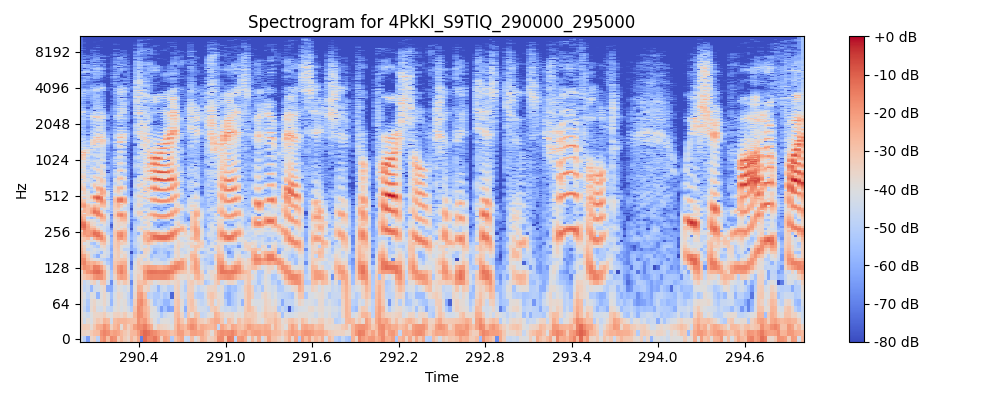 Spectrogram for 4PkKI_S9TIQ_290000_295000
Hz
8192
4096
2048
1024
512
256
128
64
0
290.4 291.0 291.6 292.2 292.8 293.4 294.0 294.6
Time
+0 dB
-10 dB
-20 dB
-30 dB
-40 dB
-50 dB
-60 dB
-70 dB
-80 dB